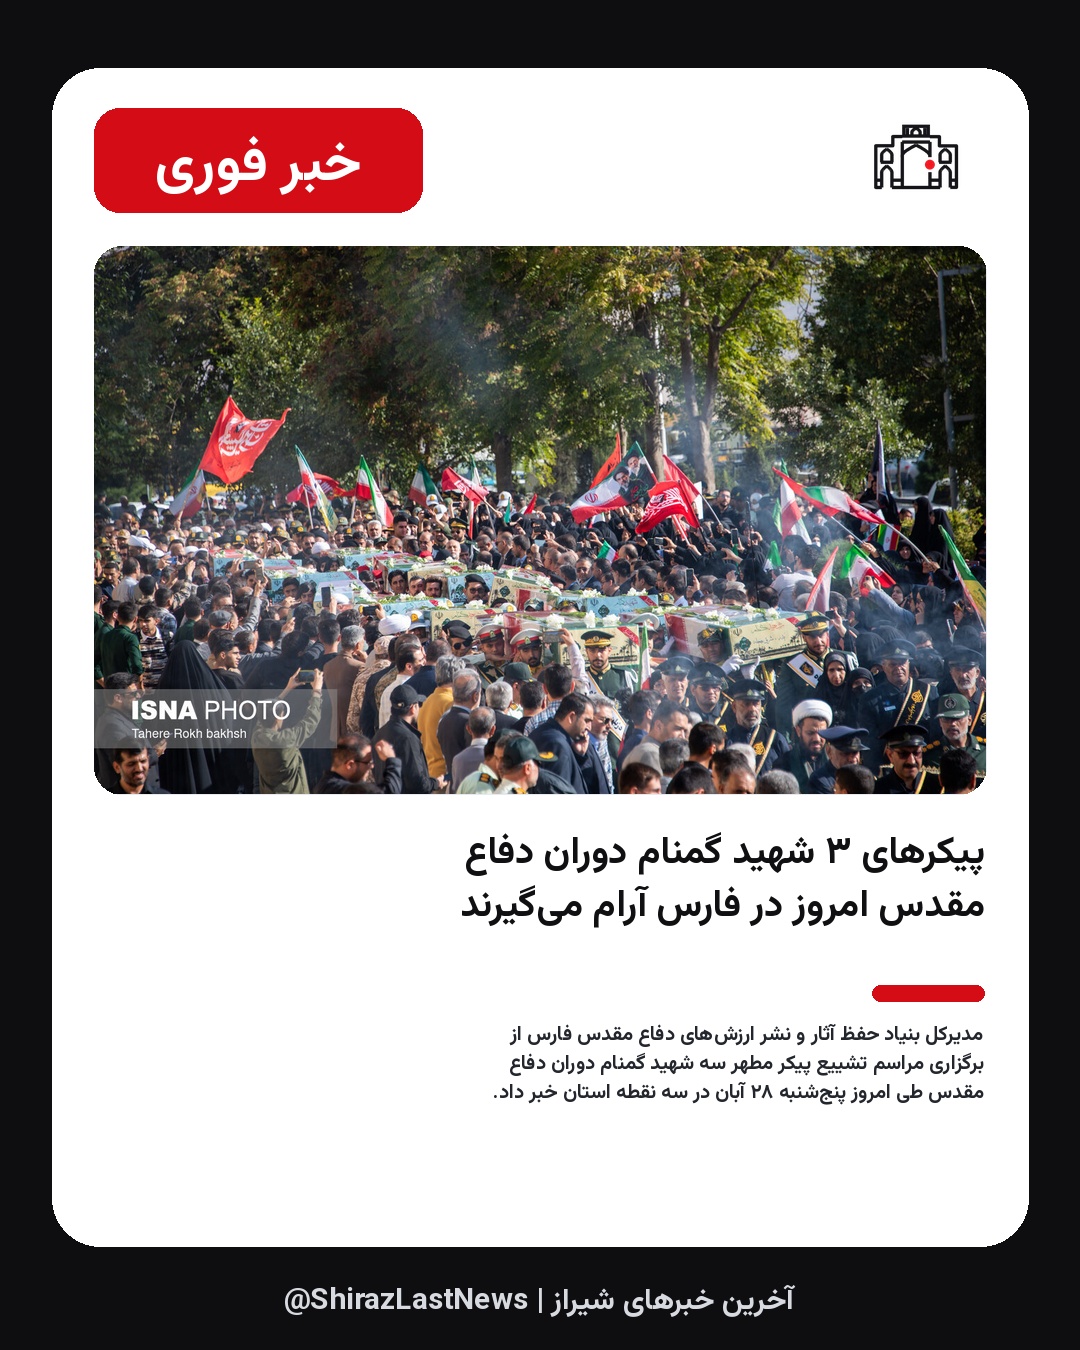 خبر فوری
ISNA PHOTO
Tahere Rokh bakhsh
پیکرهای ۳ شهید گمنام دوران دفاع
مقدس امروز در فارس آرام می‌گیرند
مدیرکل بنیاد حفظ آثار و نشر ارزش‌های دفاع مقدس فارس از
برگزاری مراسم تشییع پیکر مطهر سه شهید گمنام دوران دفاع
مقدس طی امروز پنج‌شنبه ۲۸ آبان در سه نقطه استان خبر داد.
آخرین خبرهای شیراز | @ShirazLastNews